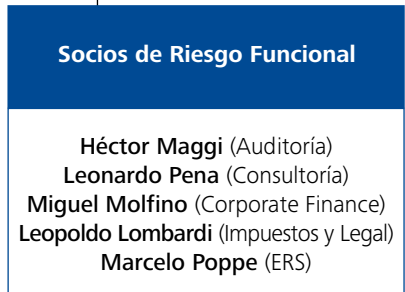 Socios de Riesgo Funcional
Héctor Maggi (Auditoría)
Leonardo Pena (Consultoría)
Miguel Molfino (Corporate Finance)
Leopoldo Lombardi (Impuestos y Legal)
Marcelo Poppe (ERS)